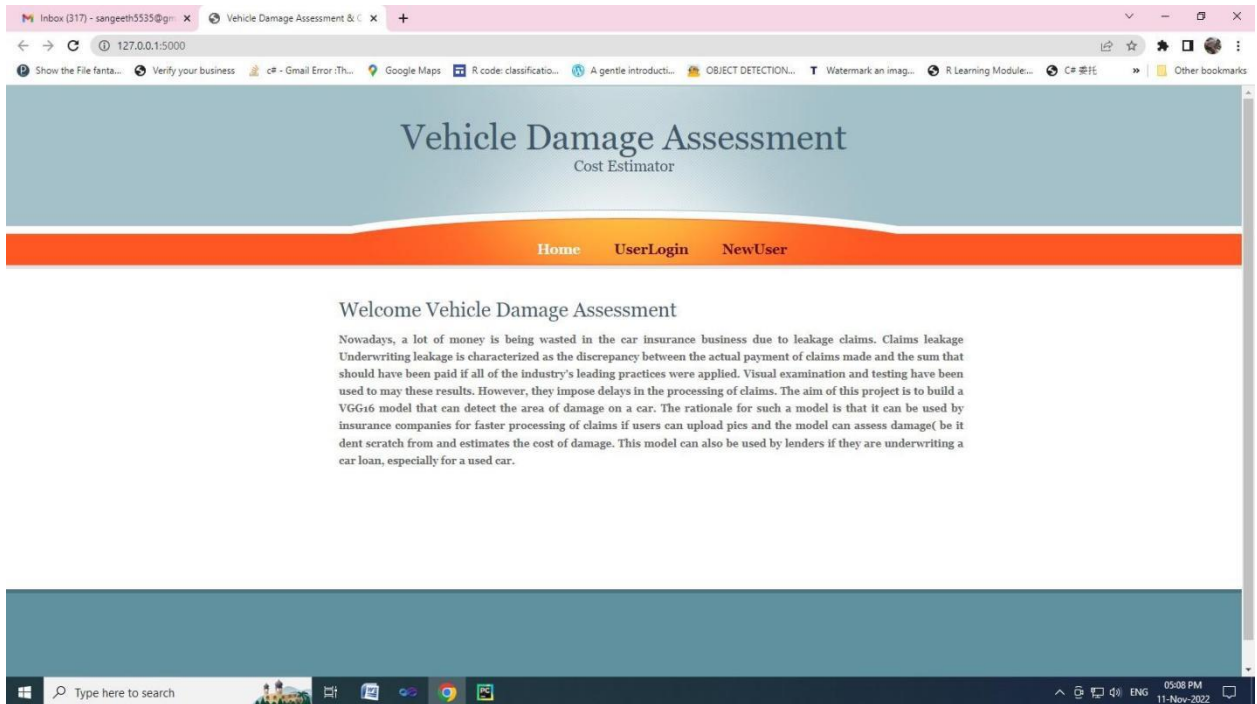 Inbox (317) - sangeeth5535@gm
Vehicle Damage Assessment & C
127.0.0.1:5000
Show the File fanta...
Verify your business
c# - Gmail Error :Th...
Google Maps
R code: classificatio...
A gentle introducti...
OBJECT DETECTION...
T Watermark an imag...
R Learning Module:...
C# 委托
»
Other bookmarks
Vehicle Damage Assessment
Cost Estimator
Home UserLogin NewUser
Welcome Vehicle Damage Assessment
Nowadays, a lot of money is being wasted in the car insurance business due to leakage claims. Claims leakage
Underwriting leakage is characterized as the discrepancy between the actual payment of claims made and the sum that
should have been paid if all of the industry's leading practices were applied. Visual examination and testing have been
used to may these results. However, they impose delays in the processing of claims. The aim of this project is to build a
VGG16 model that can detect the area of damage on a car. The rationale for such a model is that it can be used by
insurance companies for faster processing of claims if users can upload pics and the model can assess damage( be it
dent scratch from and estimates the cost of damage. This model can also be used by lenders if they are underwriting a
car loan, especially for a used car.
Type here to search
PC
ENG
05:08 PM
11-Nov-2022